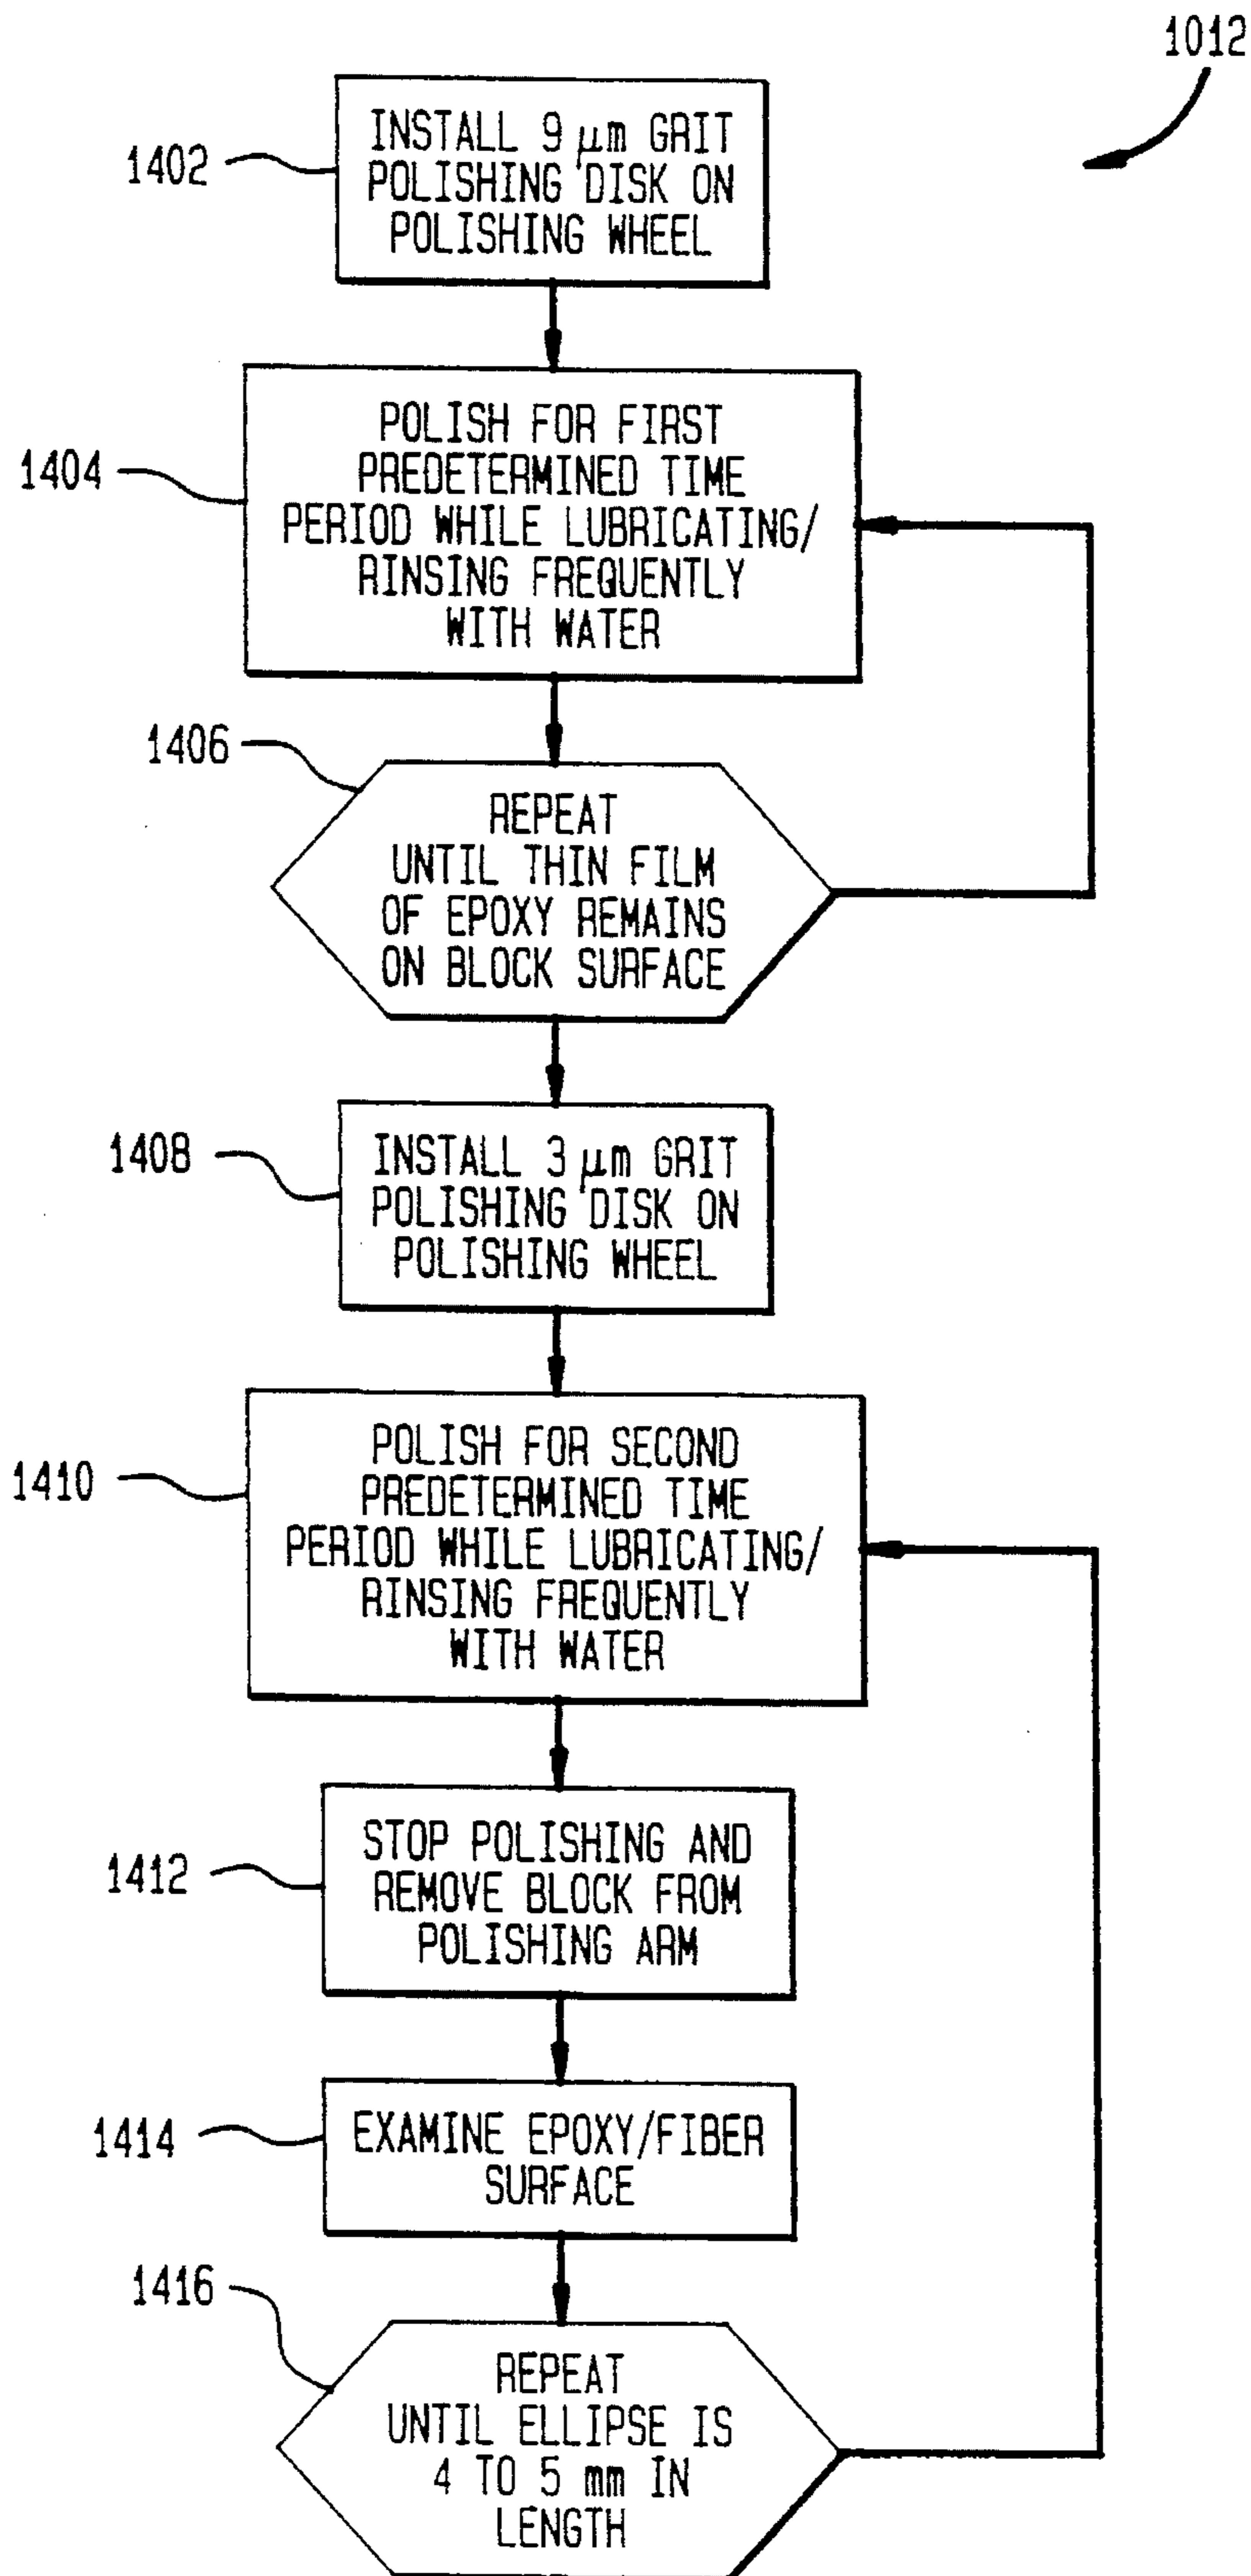 1012
1402
INSTALL 9 µm GRIT
POLISHING DISK ON
POLISHING WHEEL
1404
POLISH FOR FIRST
PREDETERMINED TIME
PERIOD WHILE LUBRICATING/
RINSING FREQUENTLY
WITH WATER
1406
REPEAT
UNTIL THIN FILM
OF EPOXY REMAINS
ON BLOCK SURFACE
1408
INSTALL 3 µm GRIT
POLISHING DISK ON
POLISHING WHEEL
1410
POLISH FOR SECOND
PREDETERMINED TIME
PERIOD WHILE LUBRICATING/
RINSING FREQUENTLY
WITH WATER
1412
STOP POLISHING AND
REMOVE BLOCK FROM
POLISHING ARM
1414
EXAMINE EPOXY/FIBER
SURFACE
1416
REPEAT
UNTIL ELLIPSE IS
4 TO 5 mm IN
LENGTH